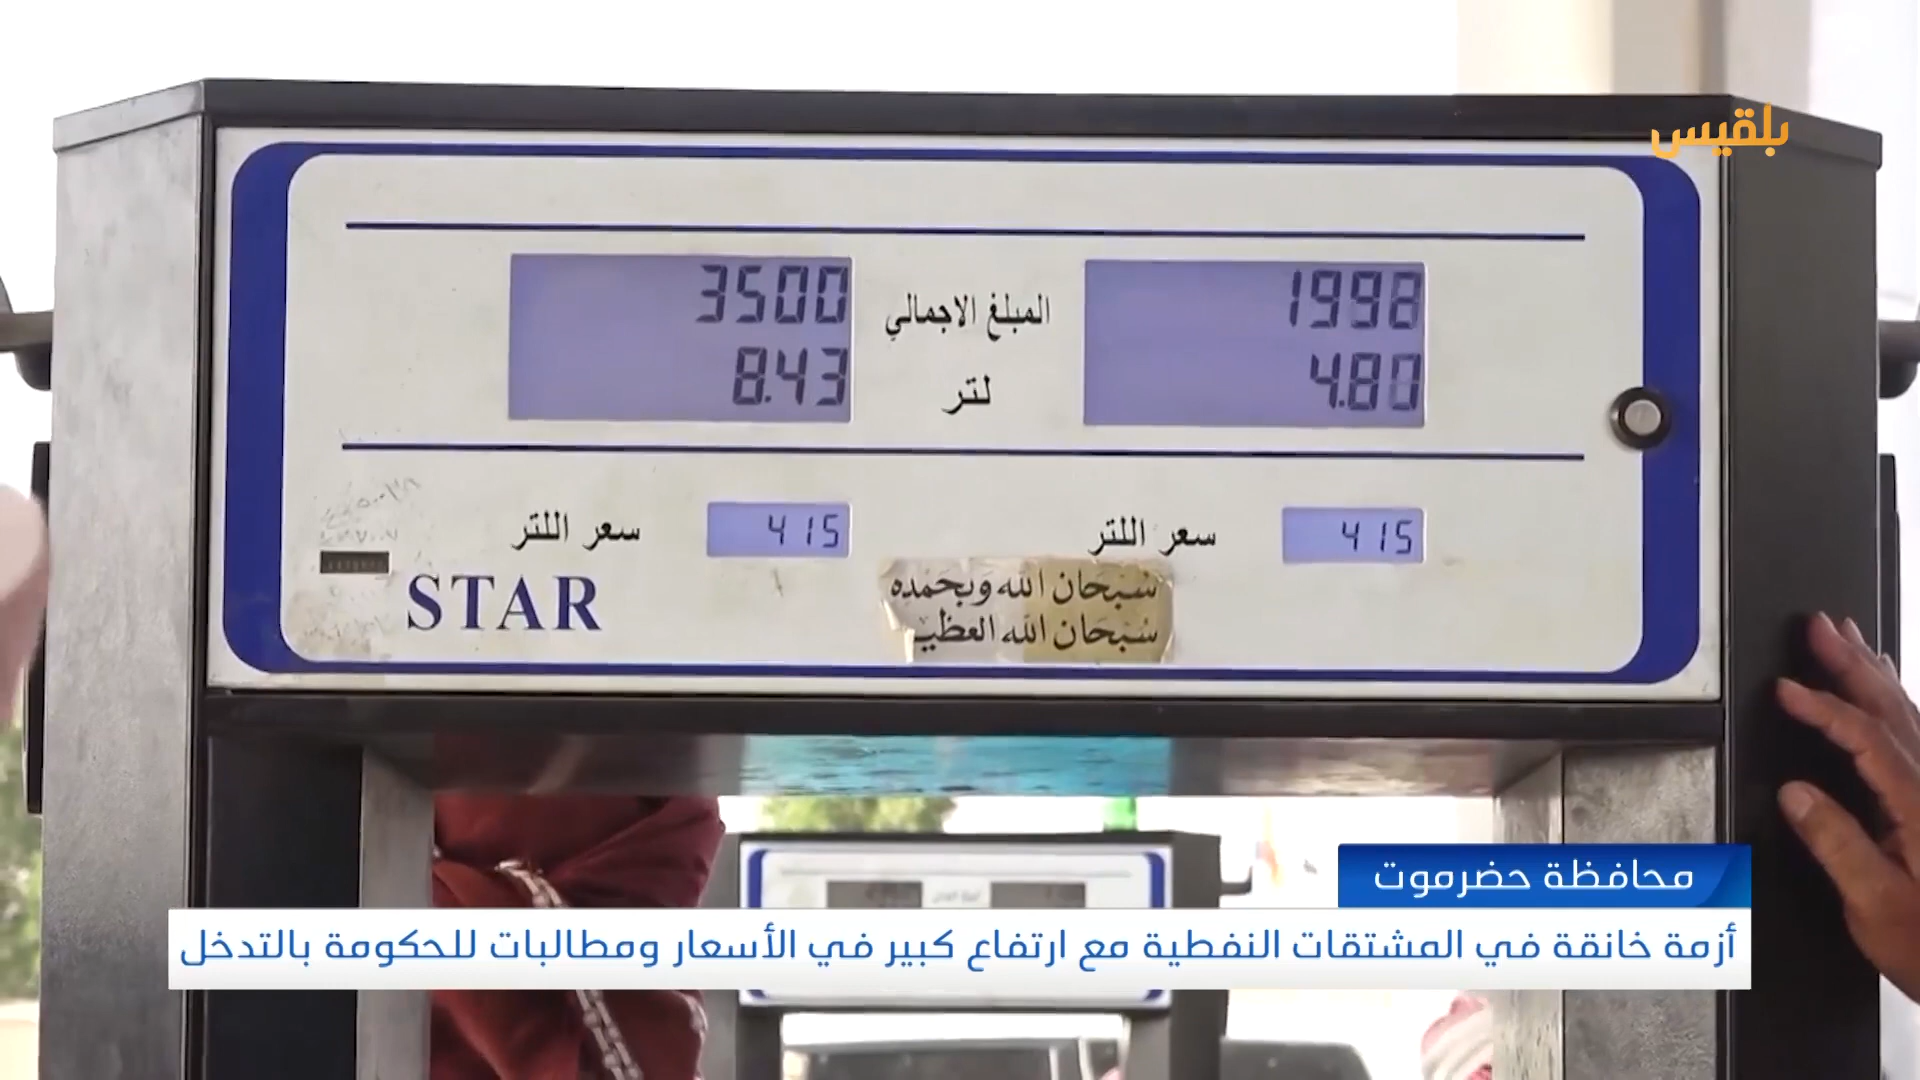 بلقيس
1998 المبلغ الاجمالي 3500
4.80 لتر 8.43
سعر اللتر 415
سعر اللتر 415
STAR
سبحان الله وبحمده
سبحان الله
محافظة حضرموت
أزمة خانقة في المشتقات النفطية مع ارتفاع كبير في الأسعار ومطالبات للحكومة بالتدخل